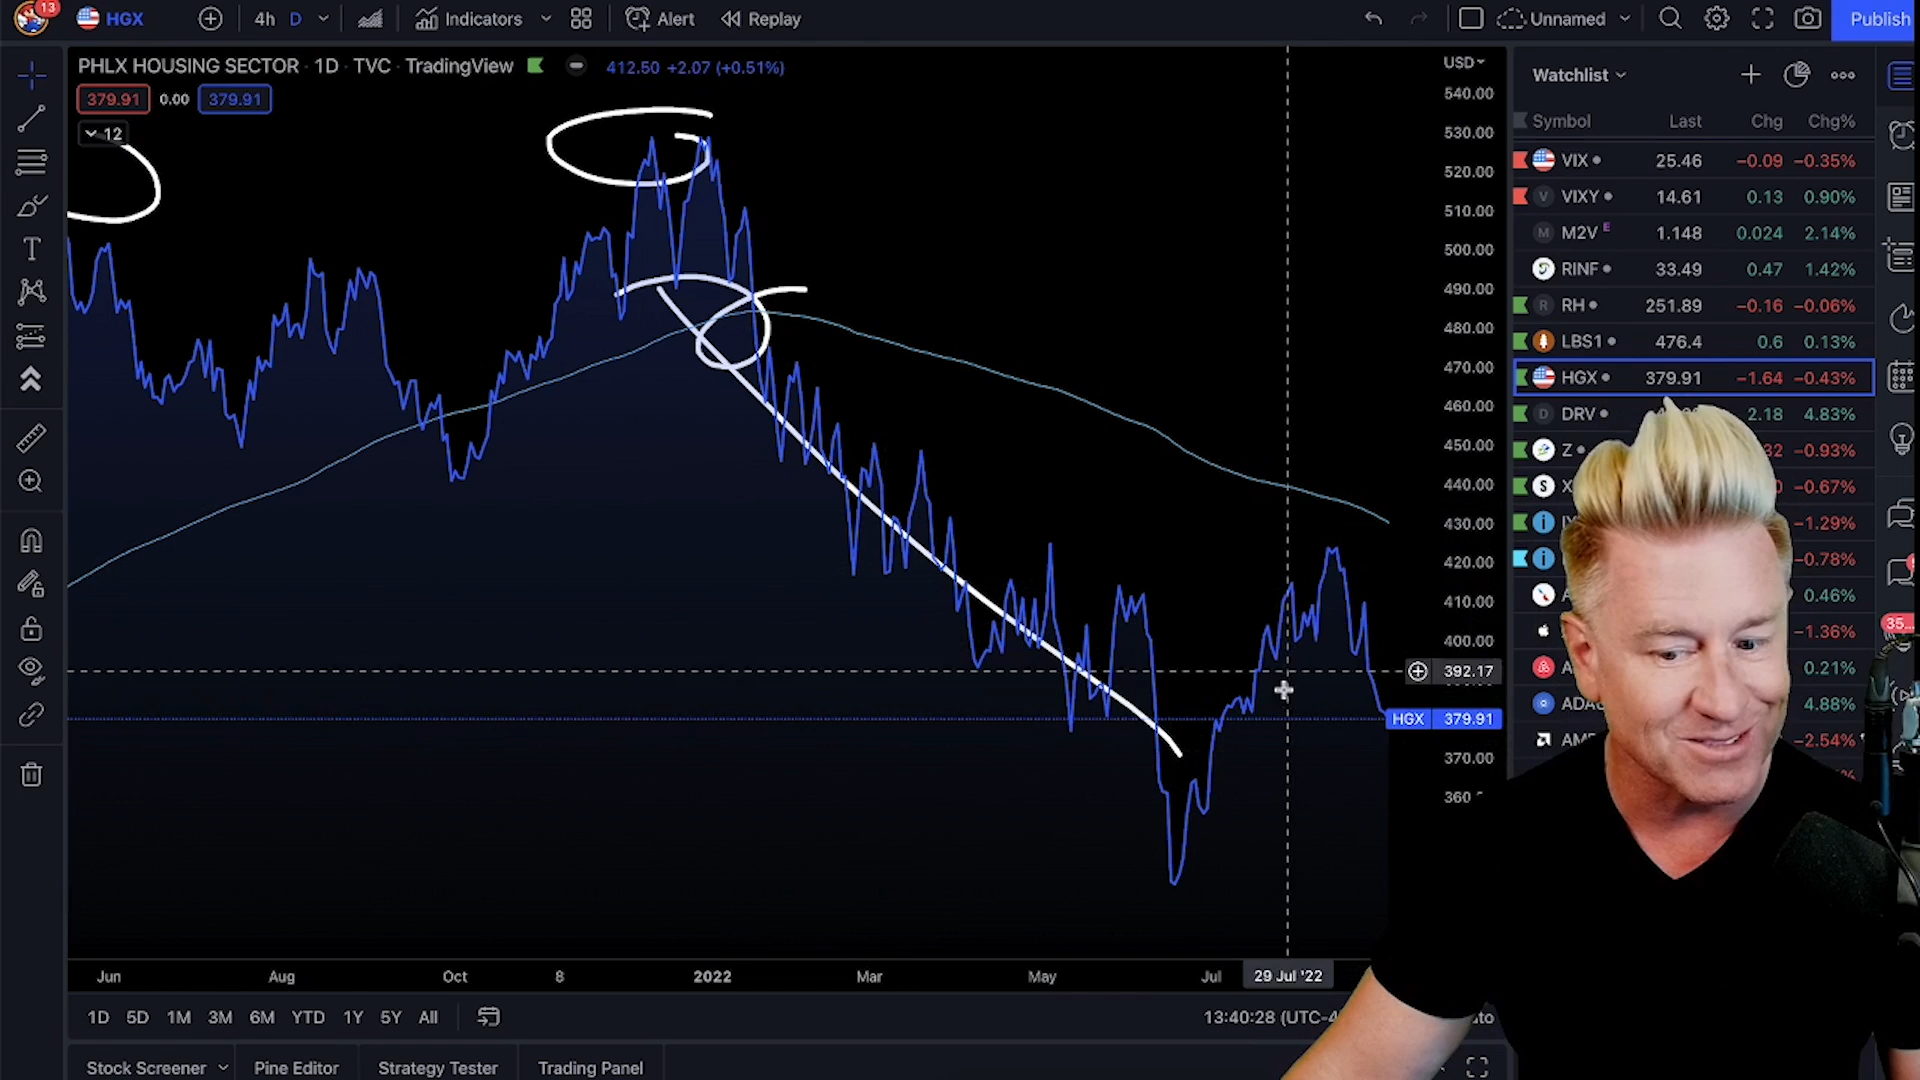 13
HGX
4h D
Indicators
Alert
Replay
Unnamed
Publish
PHLX HOUSING SECTOR · 1D · TVC · TradingView
412.50 +2.07 (+0.51%)
379.91 0.00 379.91
12
USD
540.00
530.00
520.00
510.00
500.00
490.00
480.00
470.00
460.00
450.00
440.00
430.00
420.00
410.00
400.00
392.17
HGX 379.91
370.00
360
Jun Aug Oct 8 2022 Mar May Jul 29 Jul '22
1D 5D 1M 3M 6M YTD 1Y 5Y All
13:40:28 (UTC-4
Stock Screener Pine Editor Strategy Tester Trading Panel
Watchlist
Symbol Last Chg Chg%
VIX 25.46 −0.09 −0.35%
V VIXY 14.61 0.13 0.90%
M M2V E 1.148 0.024 2.14%
RINF 33.49 0.47 1.42%
R RH 251.89 −0.16 −0.06%
LBS1 476.4 0.6 0.13%
HGX 379.91 −1.64 −0.43%
D DRV 2.18 4.83%
Z 32 −0.93%
S X 0 −0.67%
−1.29%
−0.78%
A 0.46%
−1.36%
A 0.21%
ADA 4.88%
−2.54%
35...